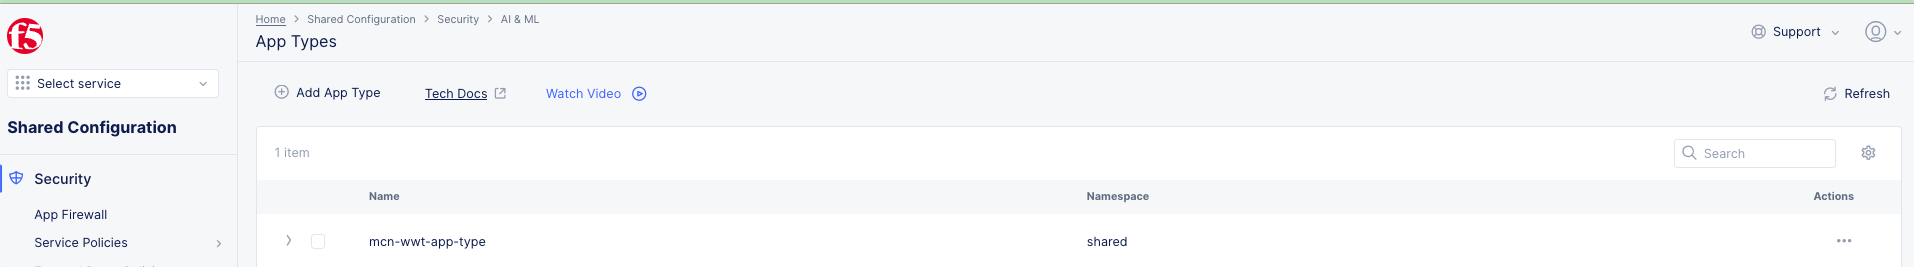 f5
Home > Shared Configuration > Security > AI & ML
App Types
Support
Select service
Add App Type
Tech Docs
Watch Video
Refresh
Shared Configuration
1 item
Search
Security
Name
Namespace
Actions
App Firewall
Service Policies
mcn-wwt-app-type
shared